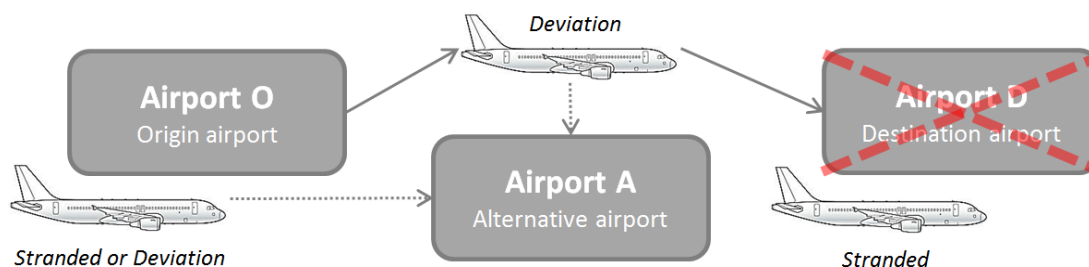 Deviation
Airport O
Origin airport
Airport D
Destination airport
Airport A
Alternative airport
Stranded or Deviation
Stranded